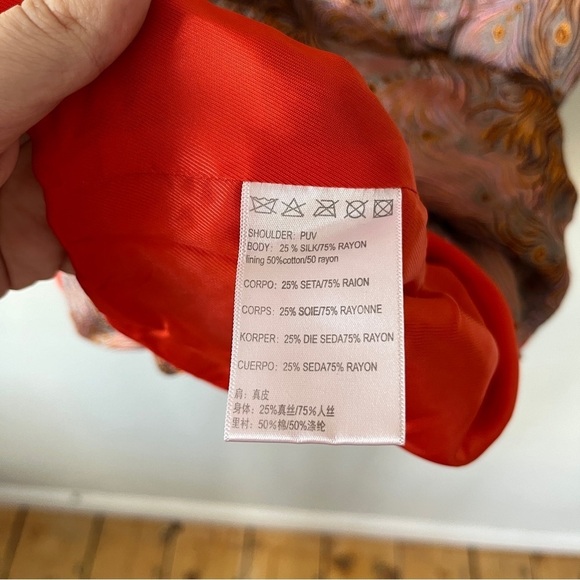 SHOULDER: PUV
BODY: 25 % SILK/75% RAYON
lining 50%cotton/50 rayon
CORPO: 25% SETA/75% RAION
CORPS: 25% SOIE/75% RAYONNE
KORPER: 25% DIE SEDA75% RAYON
CUERPO: 25% SEDA75% RAYON
肩：真皮
身体：25%真丝/75%人丝
里衬：50%棉/50%涤纶